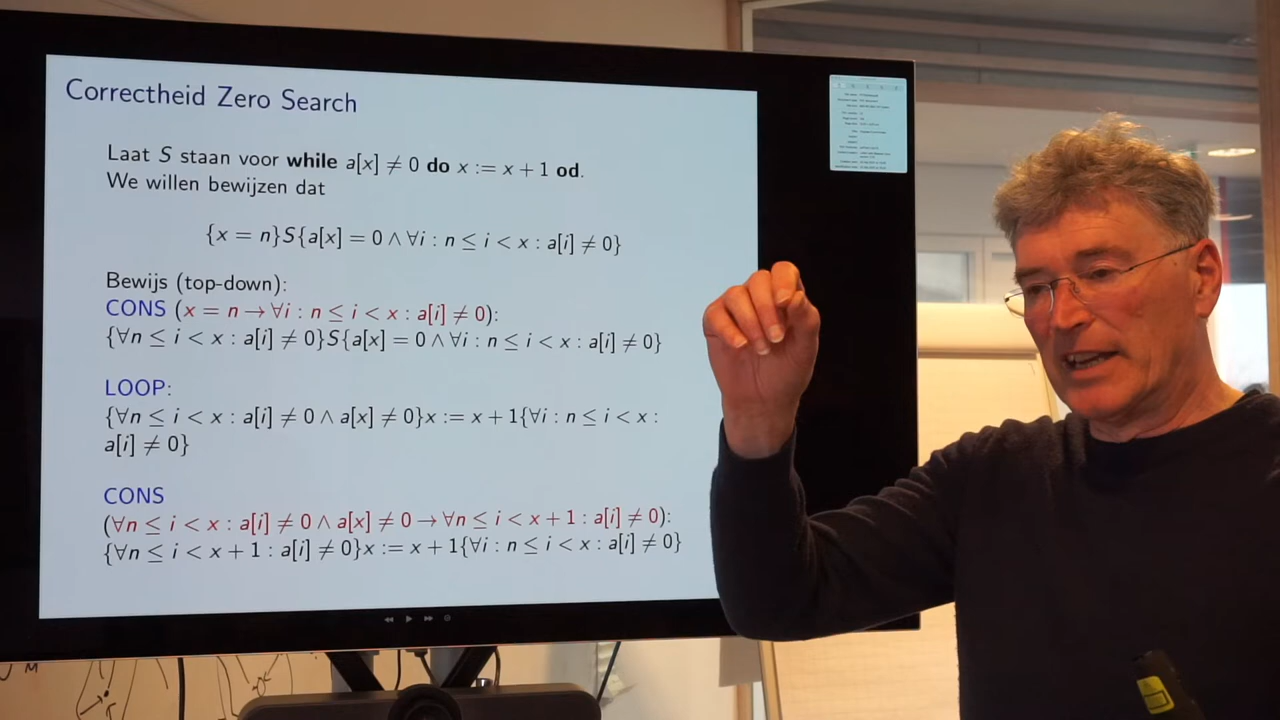 Correctheid Zero Search
Laat S staan voor while a[x] ≠ 0 do x := x + 1 od.
We willen bewijzen dat
{x = n}S{a[x] = 0 ∧ ∀i : n ≤ i < x : a[i] ≠ 0}
Bewijs (top-down):
CONS (x = n → ∀i : n ≤ i < x : a[i] ≠ 0):
{∀n ≤ i < x : a[i] ≠ 0}S{a[x] = 0 ∧ ∀i : n ≤ i < x : a[i] ≠ 0}
LOOP:
{∀n ≤ i < x : a[i] ≠ 0 ∧ a[x] ≠ 0}x := x + 1{∀i : n ≤ i < x :
a[i] ≠ 0}
CONS
(∀n ≤ i < x : a[i] ≠ 0 ∧ a[x] ≠ 0 → ∀n ≤ i < x + 1 : a[i] ≠ 0):
{∀n ≤ i < x + 1 : a[i] ≠ 0}x := x + 1{∀i : n ≤ i < x : a[i] ≠ 0}